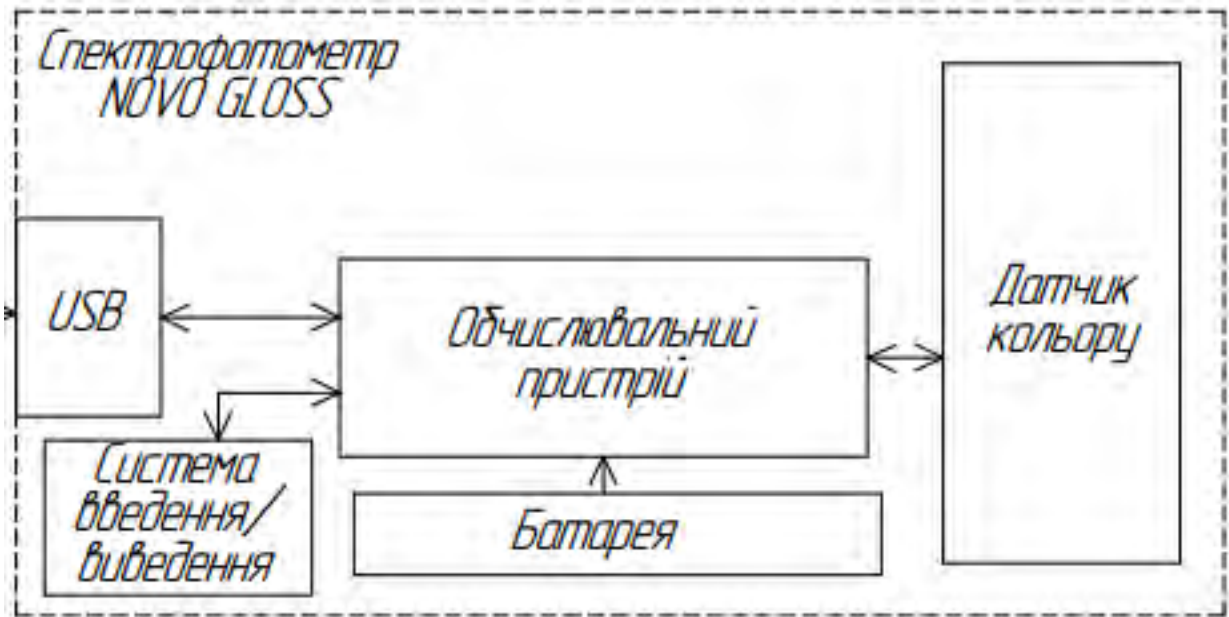 Спектрофотометр
NOVO GLOSS
USB
Обчислювальний
пристрій
Датчик
кольору
Система
введення/
виведення
Батарея